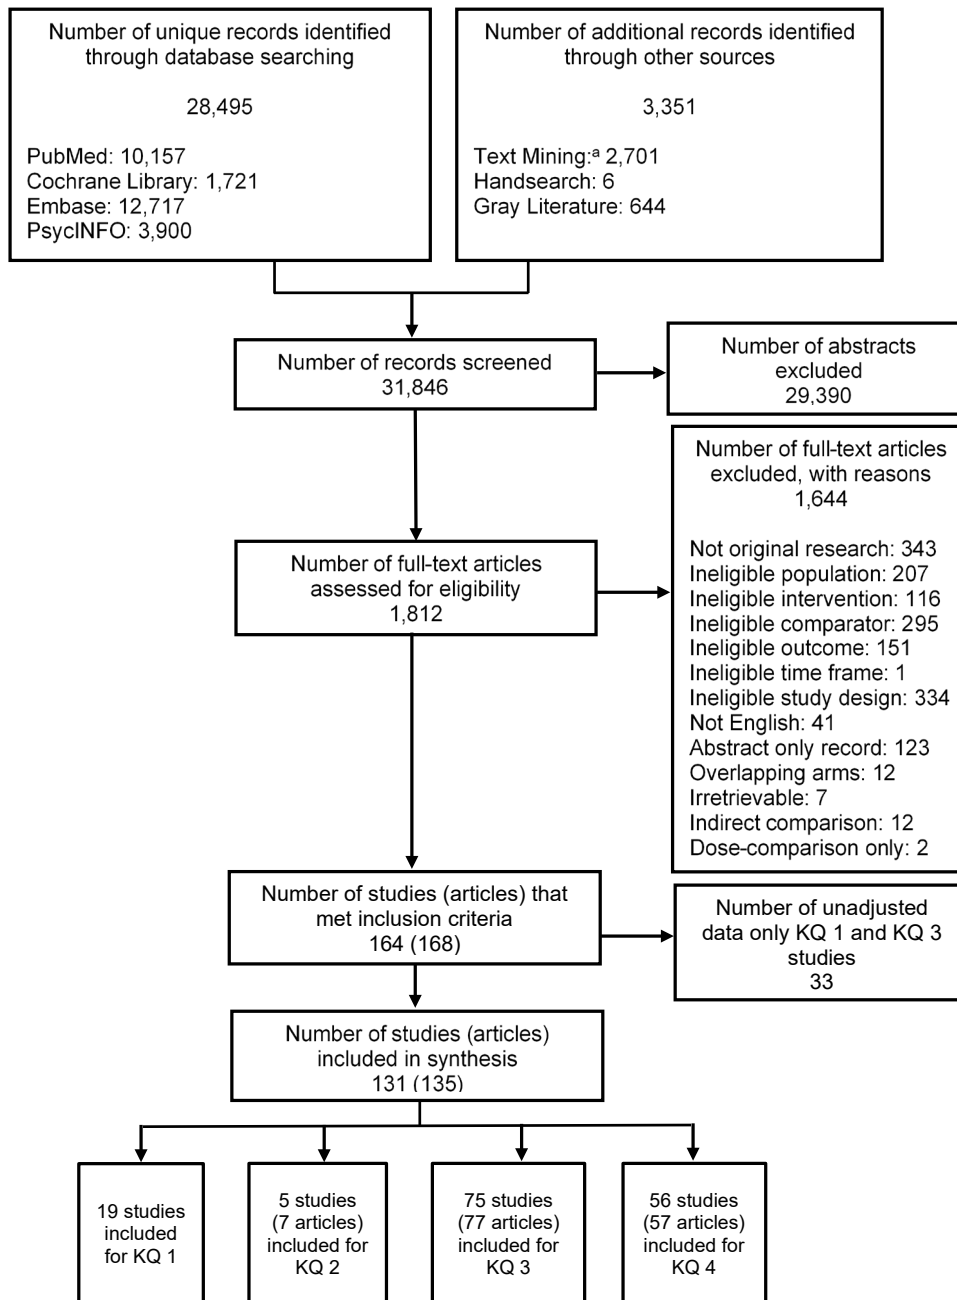 Number of unique records identified
through database searching
28,495
PubMed: 10,157
Cochrane Library: 1,721
Embase: 12,717
PsycINFO: 3,900
Number of additional records identified
through other sources
3,351
Text Mining:ᵃ 2,701
Handsearch: 6
Gray Literature: 644
Number of records screened
31,846
Number of abstracts
excluded
29,390
Number of full-text articles
excluded, with reasons
1,644
Not original research: 343
Ineligible population: 207
Ineligible intervention: 116
Ineligible comparator: 295
Ineligible outcome: 151
Ineligible time frame: 1
Ineligible study design: 334
Not English: 41
Abstract only record: 123
Overlapping arms: 12
Irretrievable: 7
Indirect comparison: 12
Dose-comparison only: 2
Number of full-text articles
assessed for eligibility
1,812
Number of studies (articles) that
met inclusion criteria
164 (168)
Number of unadjusted
data only KQ 1 and KQ 3
studies
33
Number of studies (articles)
included in synthesis
131 (135)
19 studies
included
for KQ 1
5 studies
(7 articles)
included for
KQ 2
75 studies
(77 articles)
included for
KQ 3
56 studies
(57 articles)
included for
KQ 4